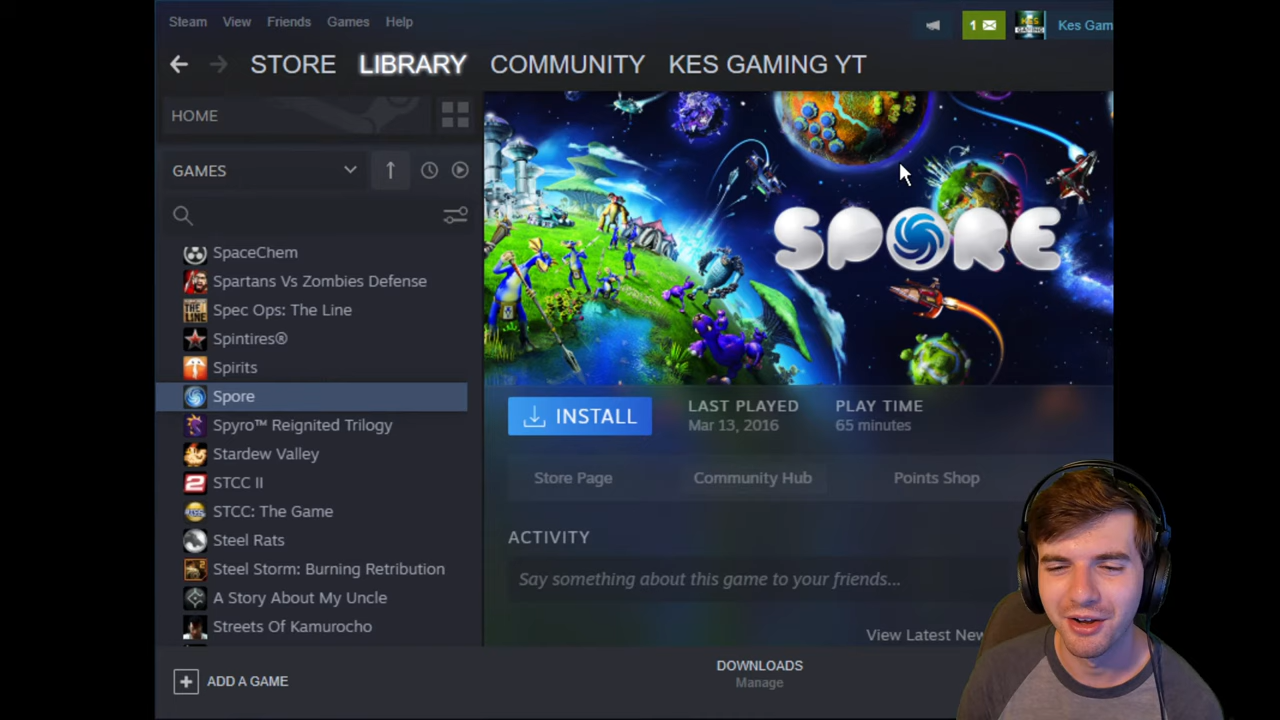 Steam View Friends Games Help
1
Kes Gam
STORE LIBRARY COMMUNITY KES GAMING YT
HOME
GAMES
SpaceChem
Spartans Vs Zombies Defense
Spec Ops: The Line
Spintires®
Spirits
Spore
Spyro™ Reignited Trilogy
Stardew Valley
STCC II
STCC: The Game
Steel Rats
Steel Storm: Burning Retribution
A Story About My Uncle
Streets Of Kamurocho
ADD A GAME
SPORE
INSTALL
LAST PLAYED
Mar 13, 2016
PLAY TIME
65 minutes
Store Page Community Hub Points Shop
ACTIVITY
Say something about this game to your friends...
View Latest New
DOWNLOADS
Manage